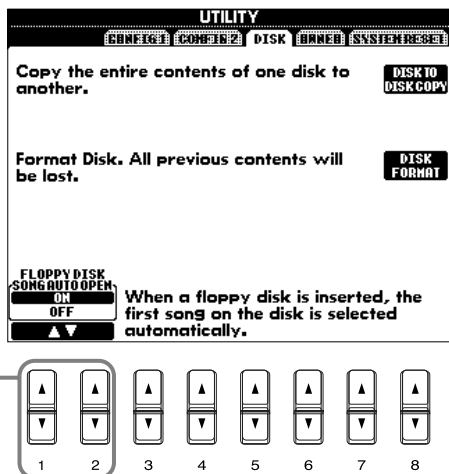 UTILITY
CONFIG 1 CONFIG 2 DISK OWNER SYSTEM RESET
Copy the entire contents of one disk to
another.
DISK TO
DISK COPY
Format Disk. All previous contents will
be lost.
DISK
FORMAT
FLOPPY DISK
SONG AUTO OPEN
ON
OFF
▲▼
When a floppy disk is inserted, the
first song on the disk is selected
automatically.
1 2 3 4 5 6 7 8